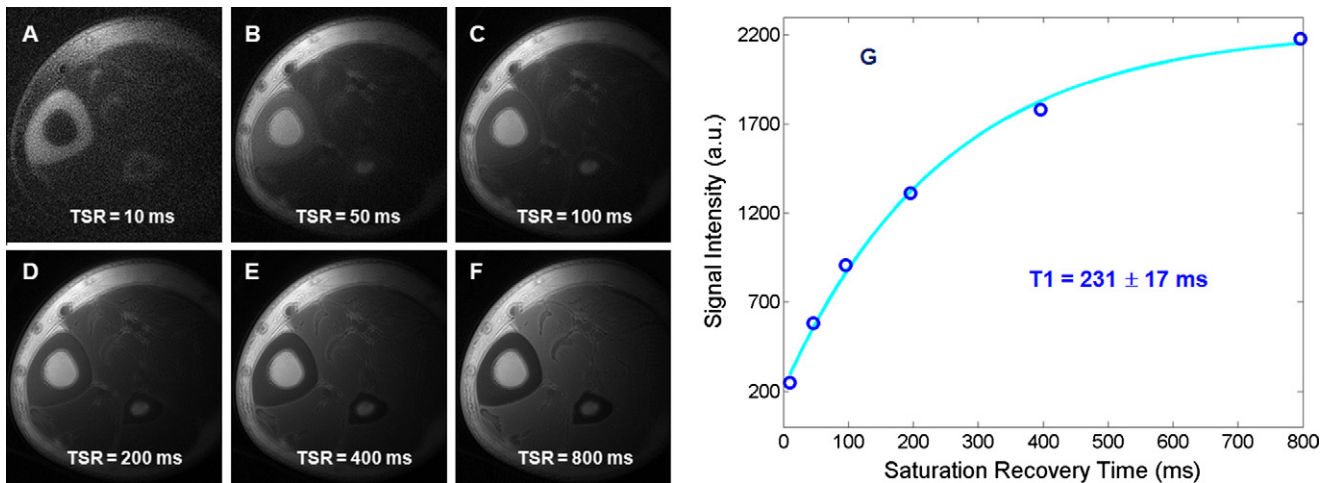 A
TSR = 10 ms
B
TSR = 50 ms
C
TSR = 100 ms
D
TSR = 200 ms
E
TSR = 400 ms
F
TSR = 800 ms
G
2200
1700
1200
700
200
Signal Intensity (a.u.)
T1 = 231 ± 17 ms
0 100 200 300 400 500 600 700 800
Saturation Recovery Time (ms)